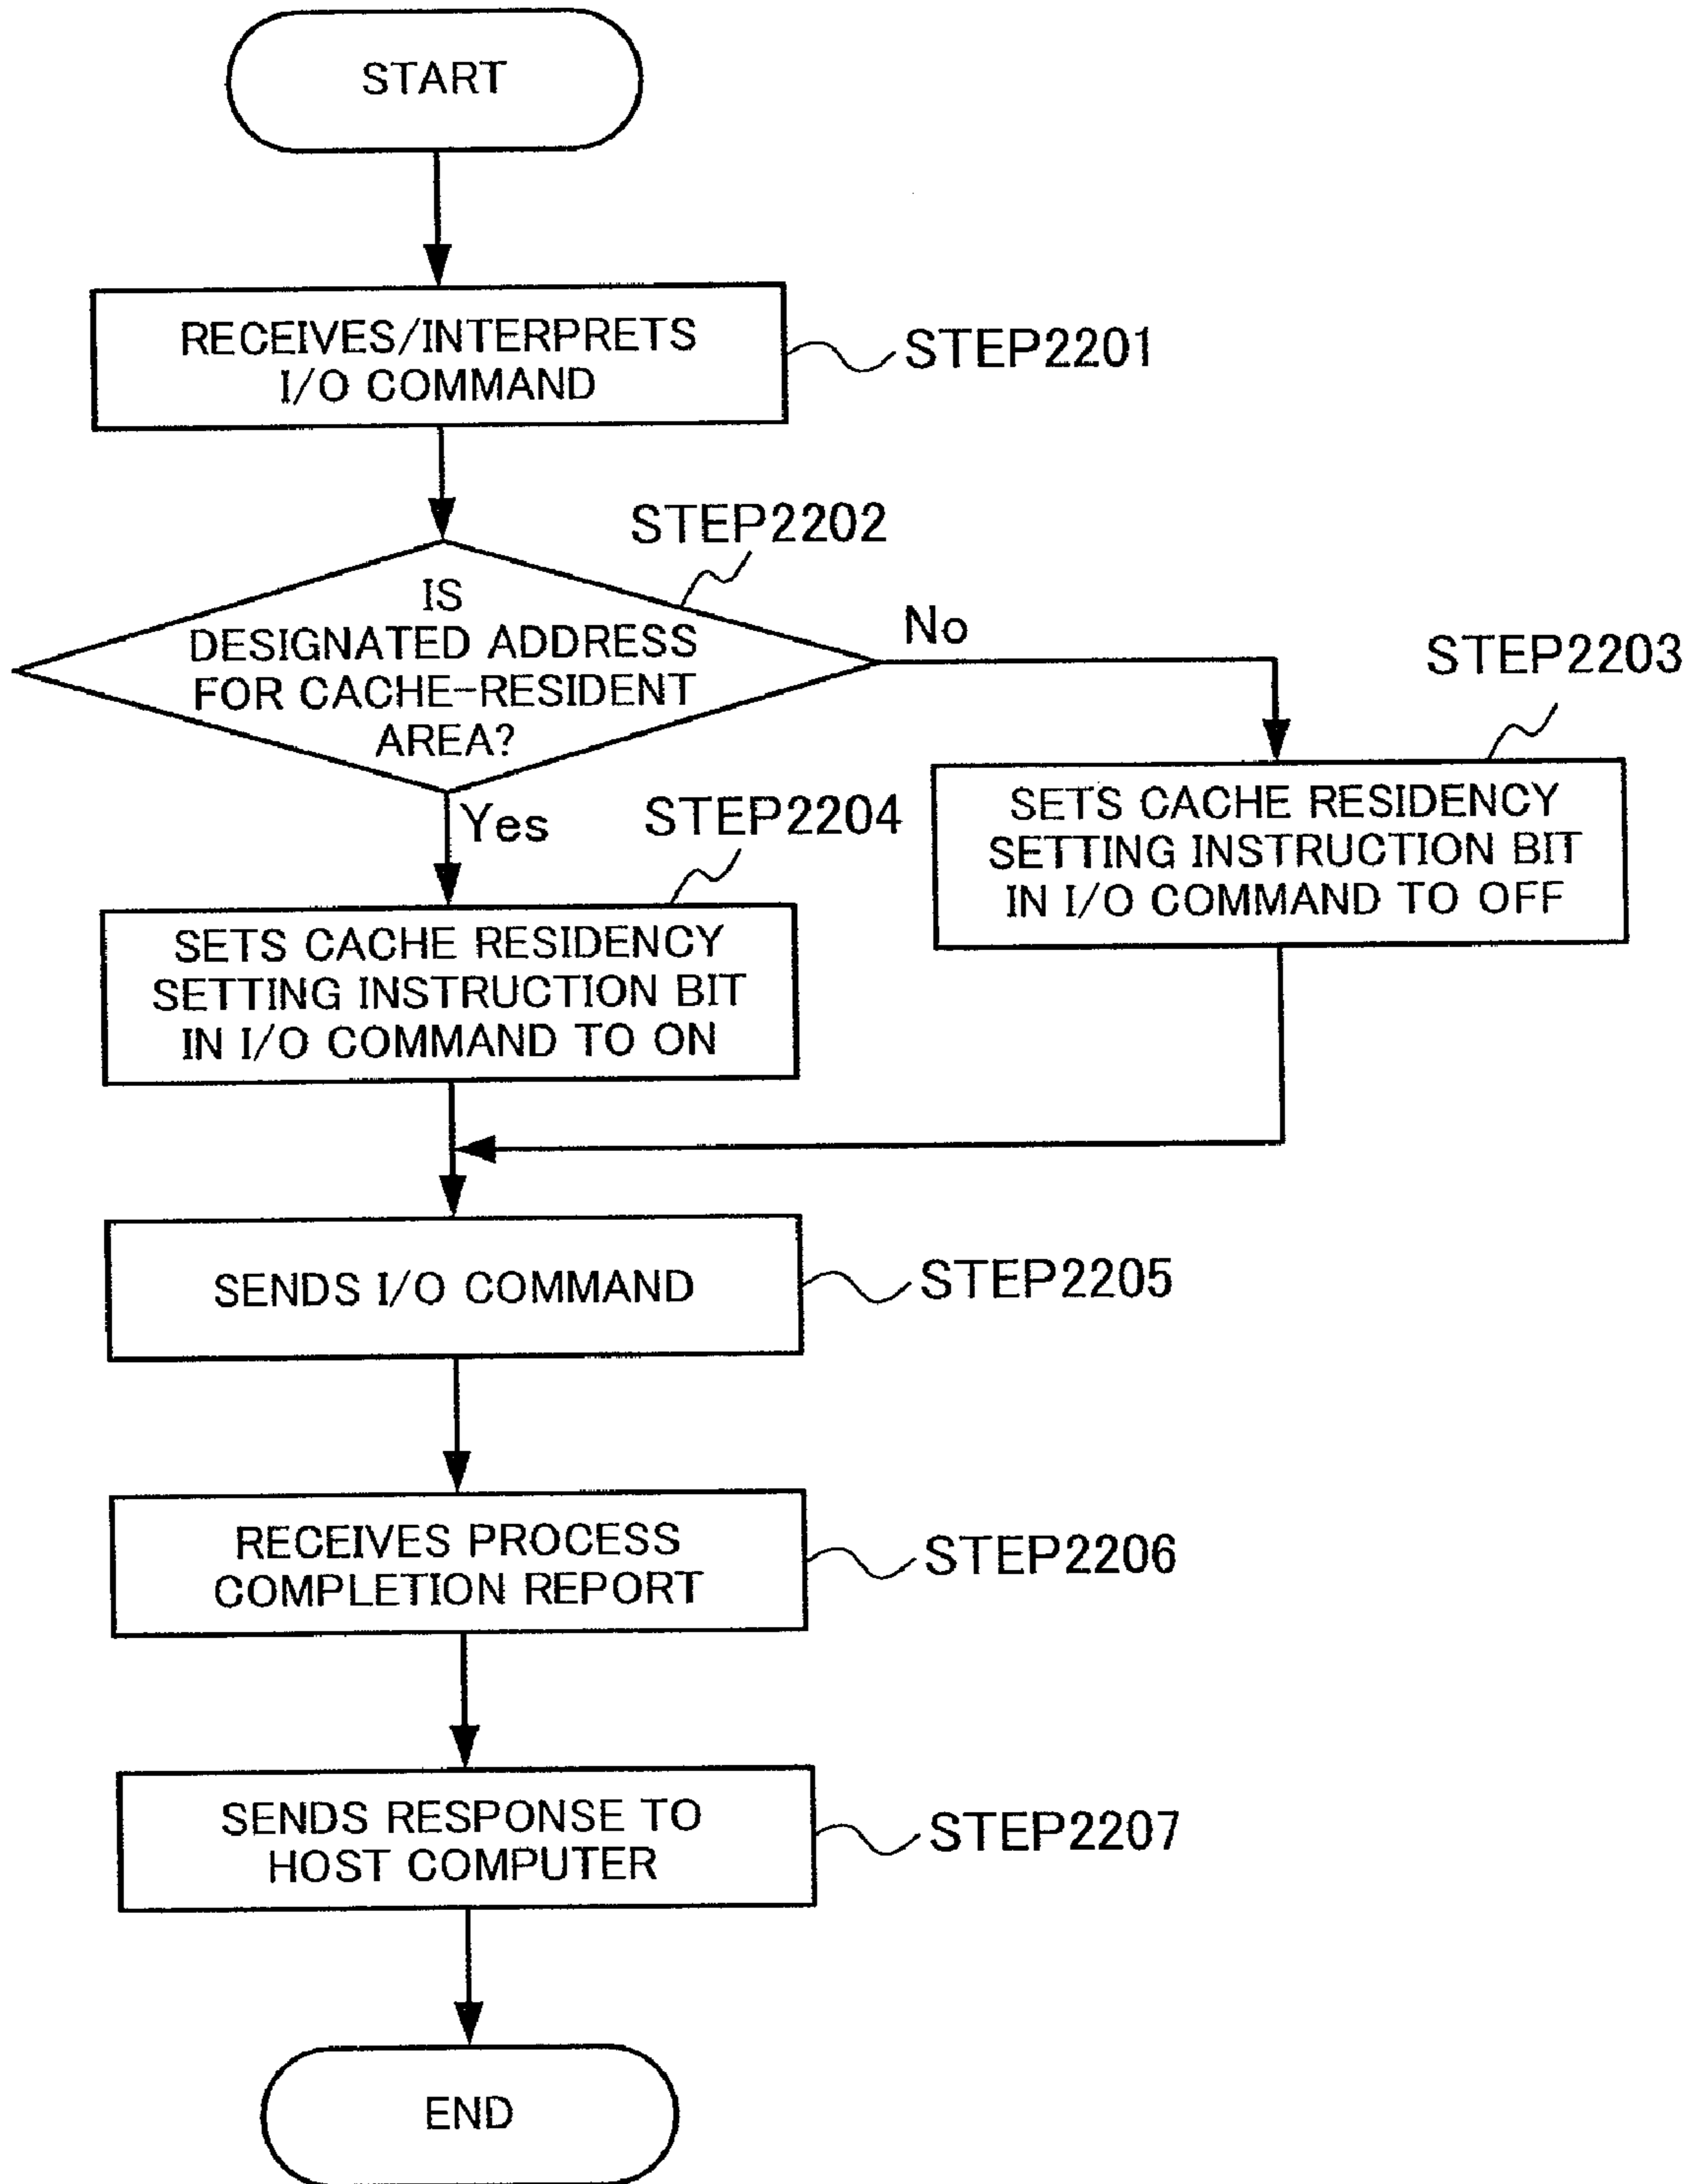 START
RECEIVES/INTERPRETS
I/O COMMAND
STEP2201
STEP2202
IS
DESIGNATED ADDRESS
FOR CACHE-RESIDENT
AREA?
No
STEP2203
SETS CACHE RESIDENCY
SETTING INSTRUCTION BIT
IN I/O COMMAND TO OFF
Yes
STEP2204
SETS CACHE RESIDENCY
SETTING INSTRUCTION BIT
IN I/O COMMAND TO ON
SENDS I/O COMMAND
STEP2205
RECEIVES PROCESS
COMPLETION REPORT
STEP2206
SENDS RESPONSE TO
HOST COMPUTER
STEP2207
END